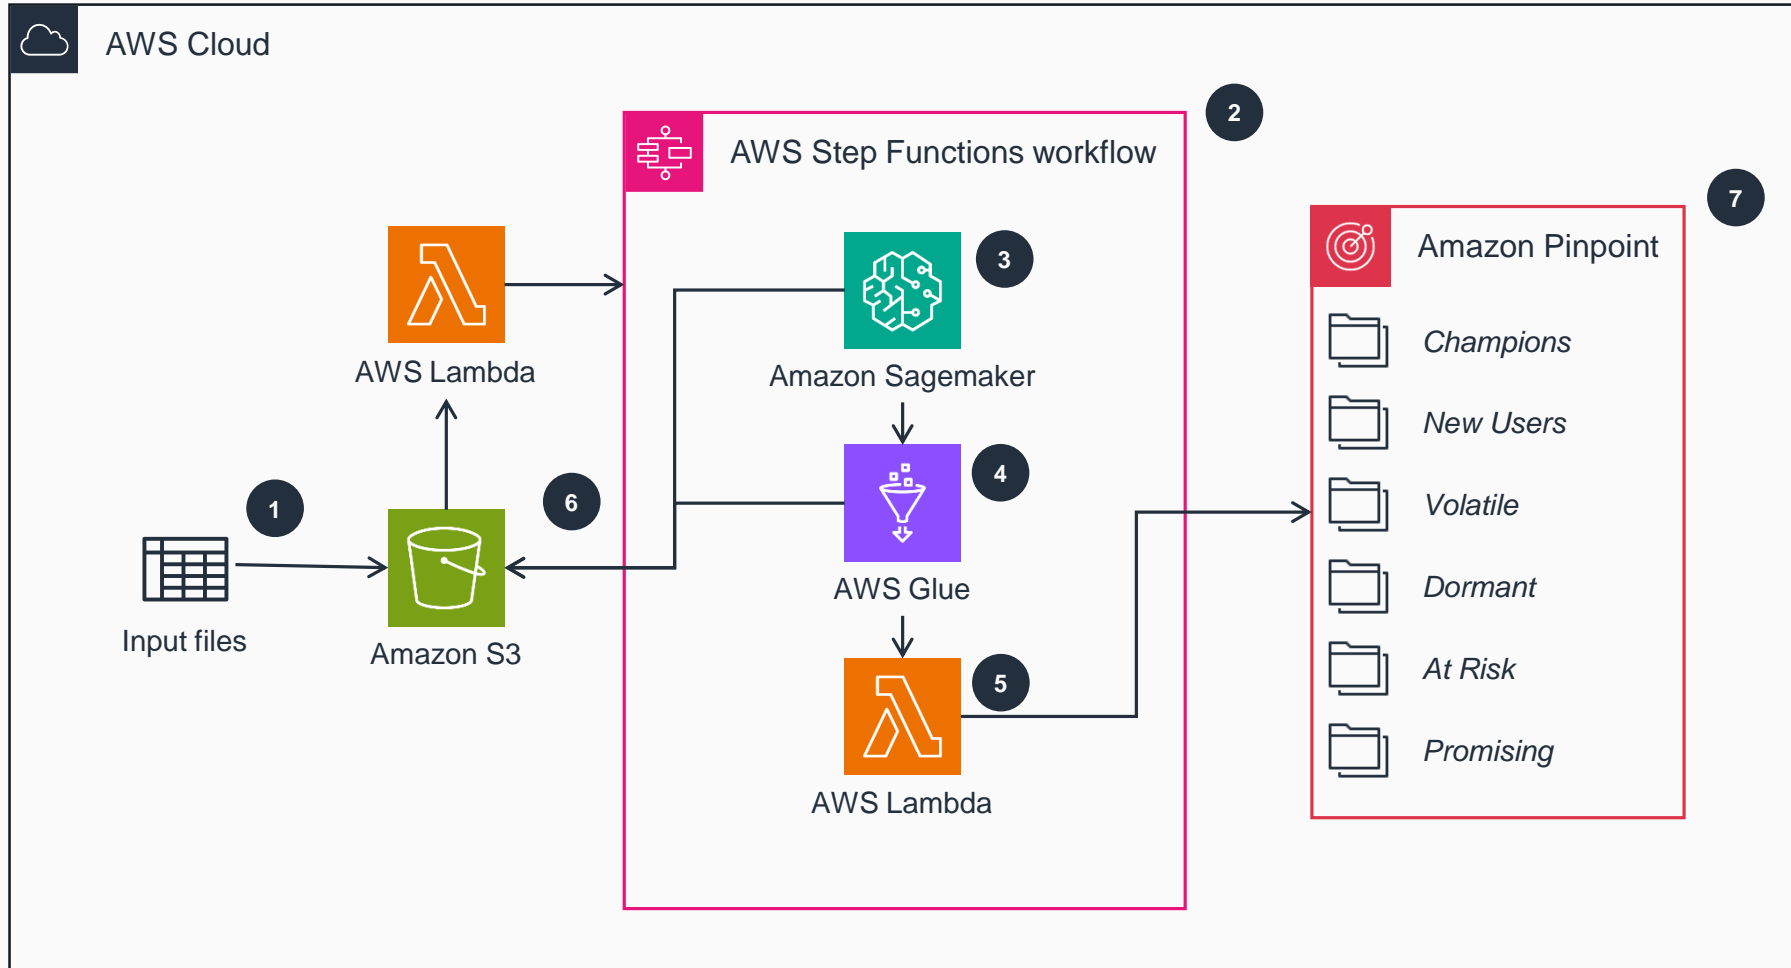 AWS Cloud
2
AWS Step Functions workflow
7
Amazon Pinpoint
3
AWS Lambda
Amazon Sagemaker
Champions
New Users
4
6
1
Volatile
AWS Glue
Dormant
Input files
Amazon S3
5
At Risk
Promising
AWS Lambda